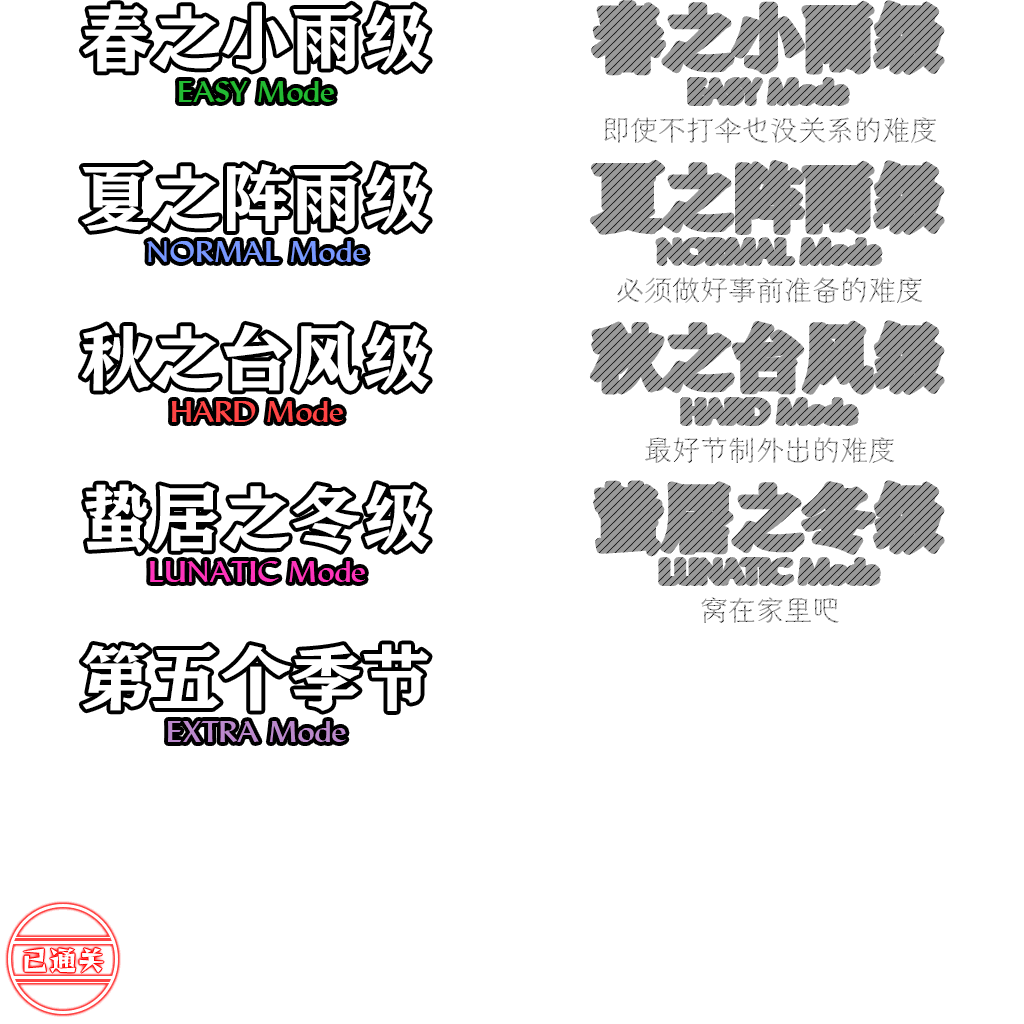 春之小雨级
EASY Mode
春之小雨级
EASY Mode
即使不打伞也没关系的难度
夏之阵雨级
NORMAL Mode
夏之阵雨级
NORMAL Mode
必须做好事前准备的难度
秋之台风级
HARD Mode
秋之台风级
HARD Mode
最好节制外出的难度
蛰居之冬级
LUNATIC Mode
蛰居之冬级
LUNATIC Mode
窝在家里吧
第五个季节
EXTRA Mode
已通关